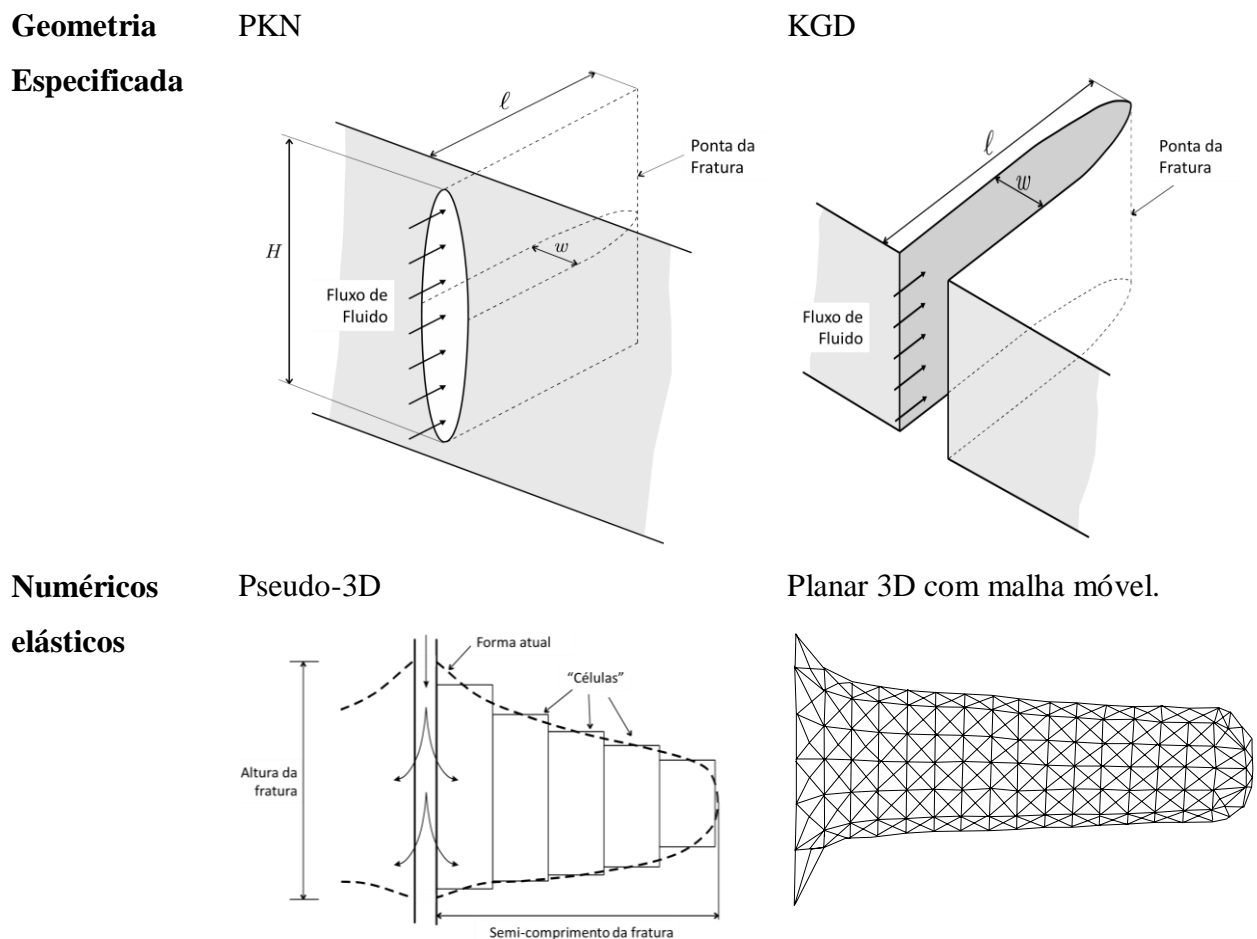 Geometria
Especificada
PKN
KGD
ℓ
Ponta da
Fratura
H
w
Fluxo de
Fluido
ℓ
w
Ponta da
Fratura
Fluxo de
Fluido
Numéricos
elásticos
Pseudo-3D
Planar 3D com malha móvel.
Forma atual
“Células”
Altura da
fratura
Semi-comprimento da fratura